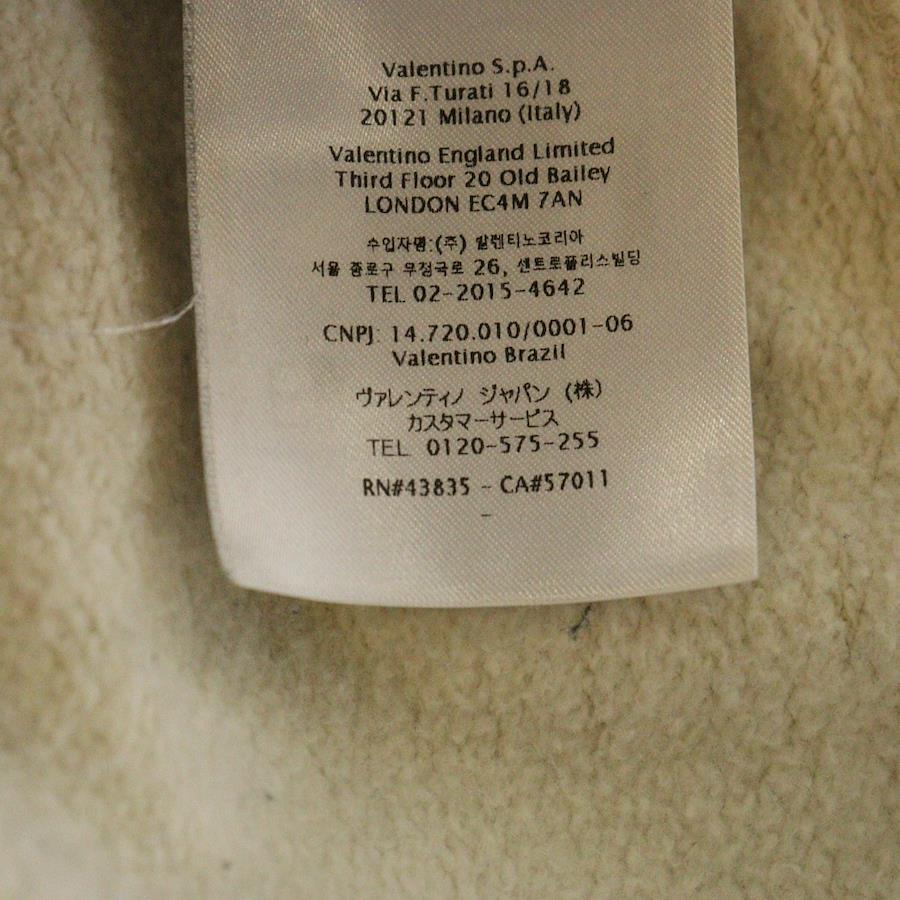 Valentino S.p.A.
Via F.Turati 16/18
20121 Milano (Italy)
Valentino England Limited
Third Floor 20 Old Bailey
LONDON EC4M 7AN
수입자명:(주) 발렌티노코리아
서울 종로구 우정국로 26, 센트로폴리스빌딩
TEL 02-2015-4642
CNPJ: 14.720.010/0001-06
Valentino Brazil
ヴァレンティノ ジャパン (株)
カスタマーサービス
TEL 0120-575-255
RN#43835 - CA#57011
-